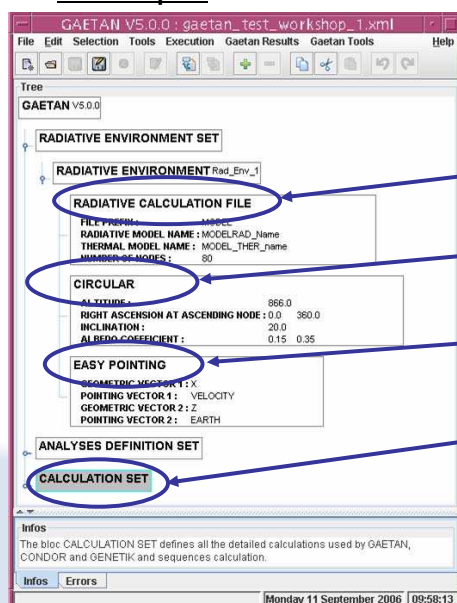 GAETAN V5.0.0 : gaetan_test_workshop_1.xml
File Edit Selection Tools Execution Gaetan Results Gaetan Tools Help
Tree
GAETAN V5.0.0
RADIATIVE ENVIRONMENT SET
RADIATIVE ENVIRONMENT Rad_Env_1
RADIATIVE CALCULATION FILE
FILE PREFIX : MODEL
RADIATIVE MODEL NAME : MODELRAD_Name
THERMAL MODEL NAME : MODEL_THER_name
NUMBER OF NODES : 80
CIRCULAR
ALTITUDE : 866.0
RIGHT ASCENSION AT ASCENDING NODE : 0.0 360.0
INCLINATION : 20.0
ALBEDO COEFFICIENT : 0.15 0.35
EASY POINTING
GEOMETRIC VECTOR 1 : X
POINTING VECTOR 1 : VELOCITY
GEOMETRIC VECTOR 2 : Z
POINTING VECTOR 2 : EARTH
ANALYSES DEFINITION SET
CALCULATION SET
Infos
The bloc CALCULATION SET defines all the detailed calculations used by GAETAN,
CONDOR and GENETIK and sequences calculation.
Infos Errors
Monday 11 September 2006 09:58:13